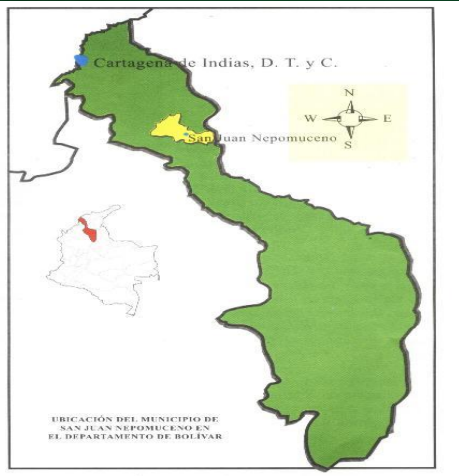 Cartagena de Indias, D. T. y C.
N
W E
San Juan Nepomuceno
S
UBICACIÓN DEL MUNICIPIO DE
SAN JUAN NEPOMUCENO EN
EL DEPARTAMENTO DE BOLÍVAR